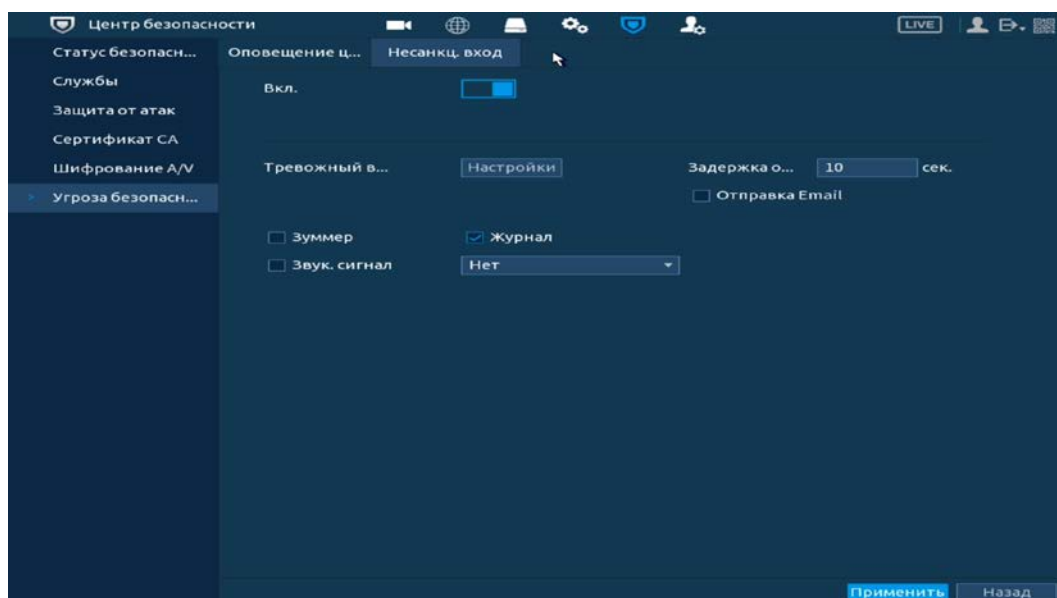 Центр безопасности LIVE
Статус безопасн... Оповещение ц... Несанкц. вход
Службы
Вкл.
Защита от атак
Сертификат CA
Шифрование A/V
Тревожный в... Настройки Задержка о... 10 сек.
Угроза безопасн...
Отправка Email
Зуммер Журнал
Звук. сигнал Нет
Применить Назад